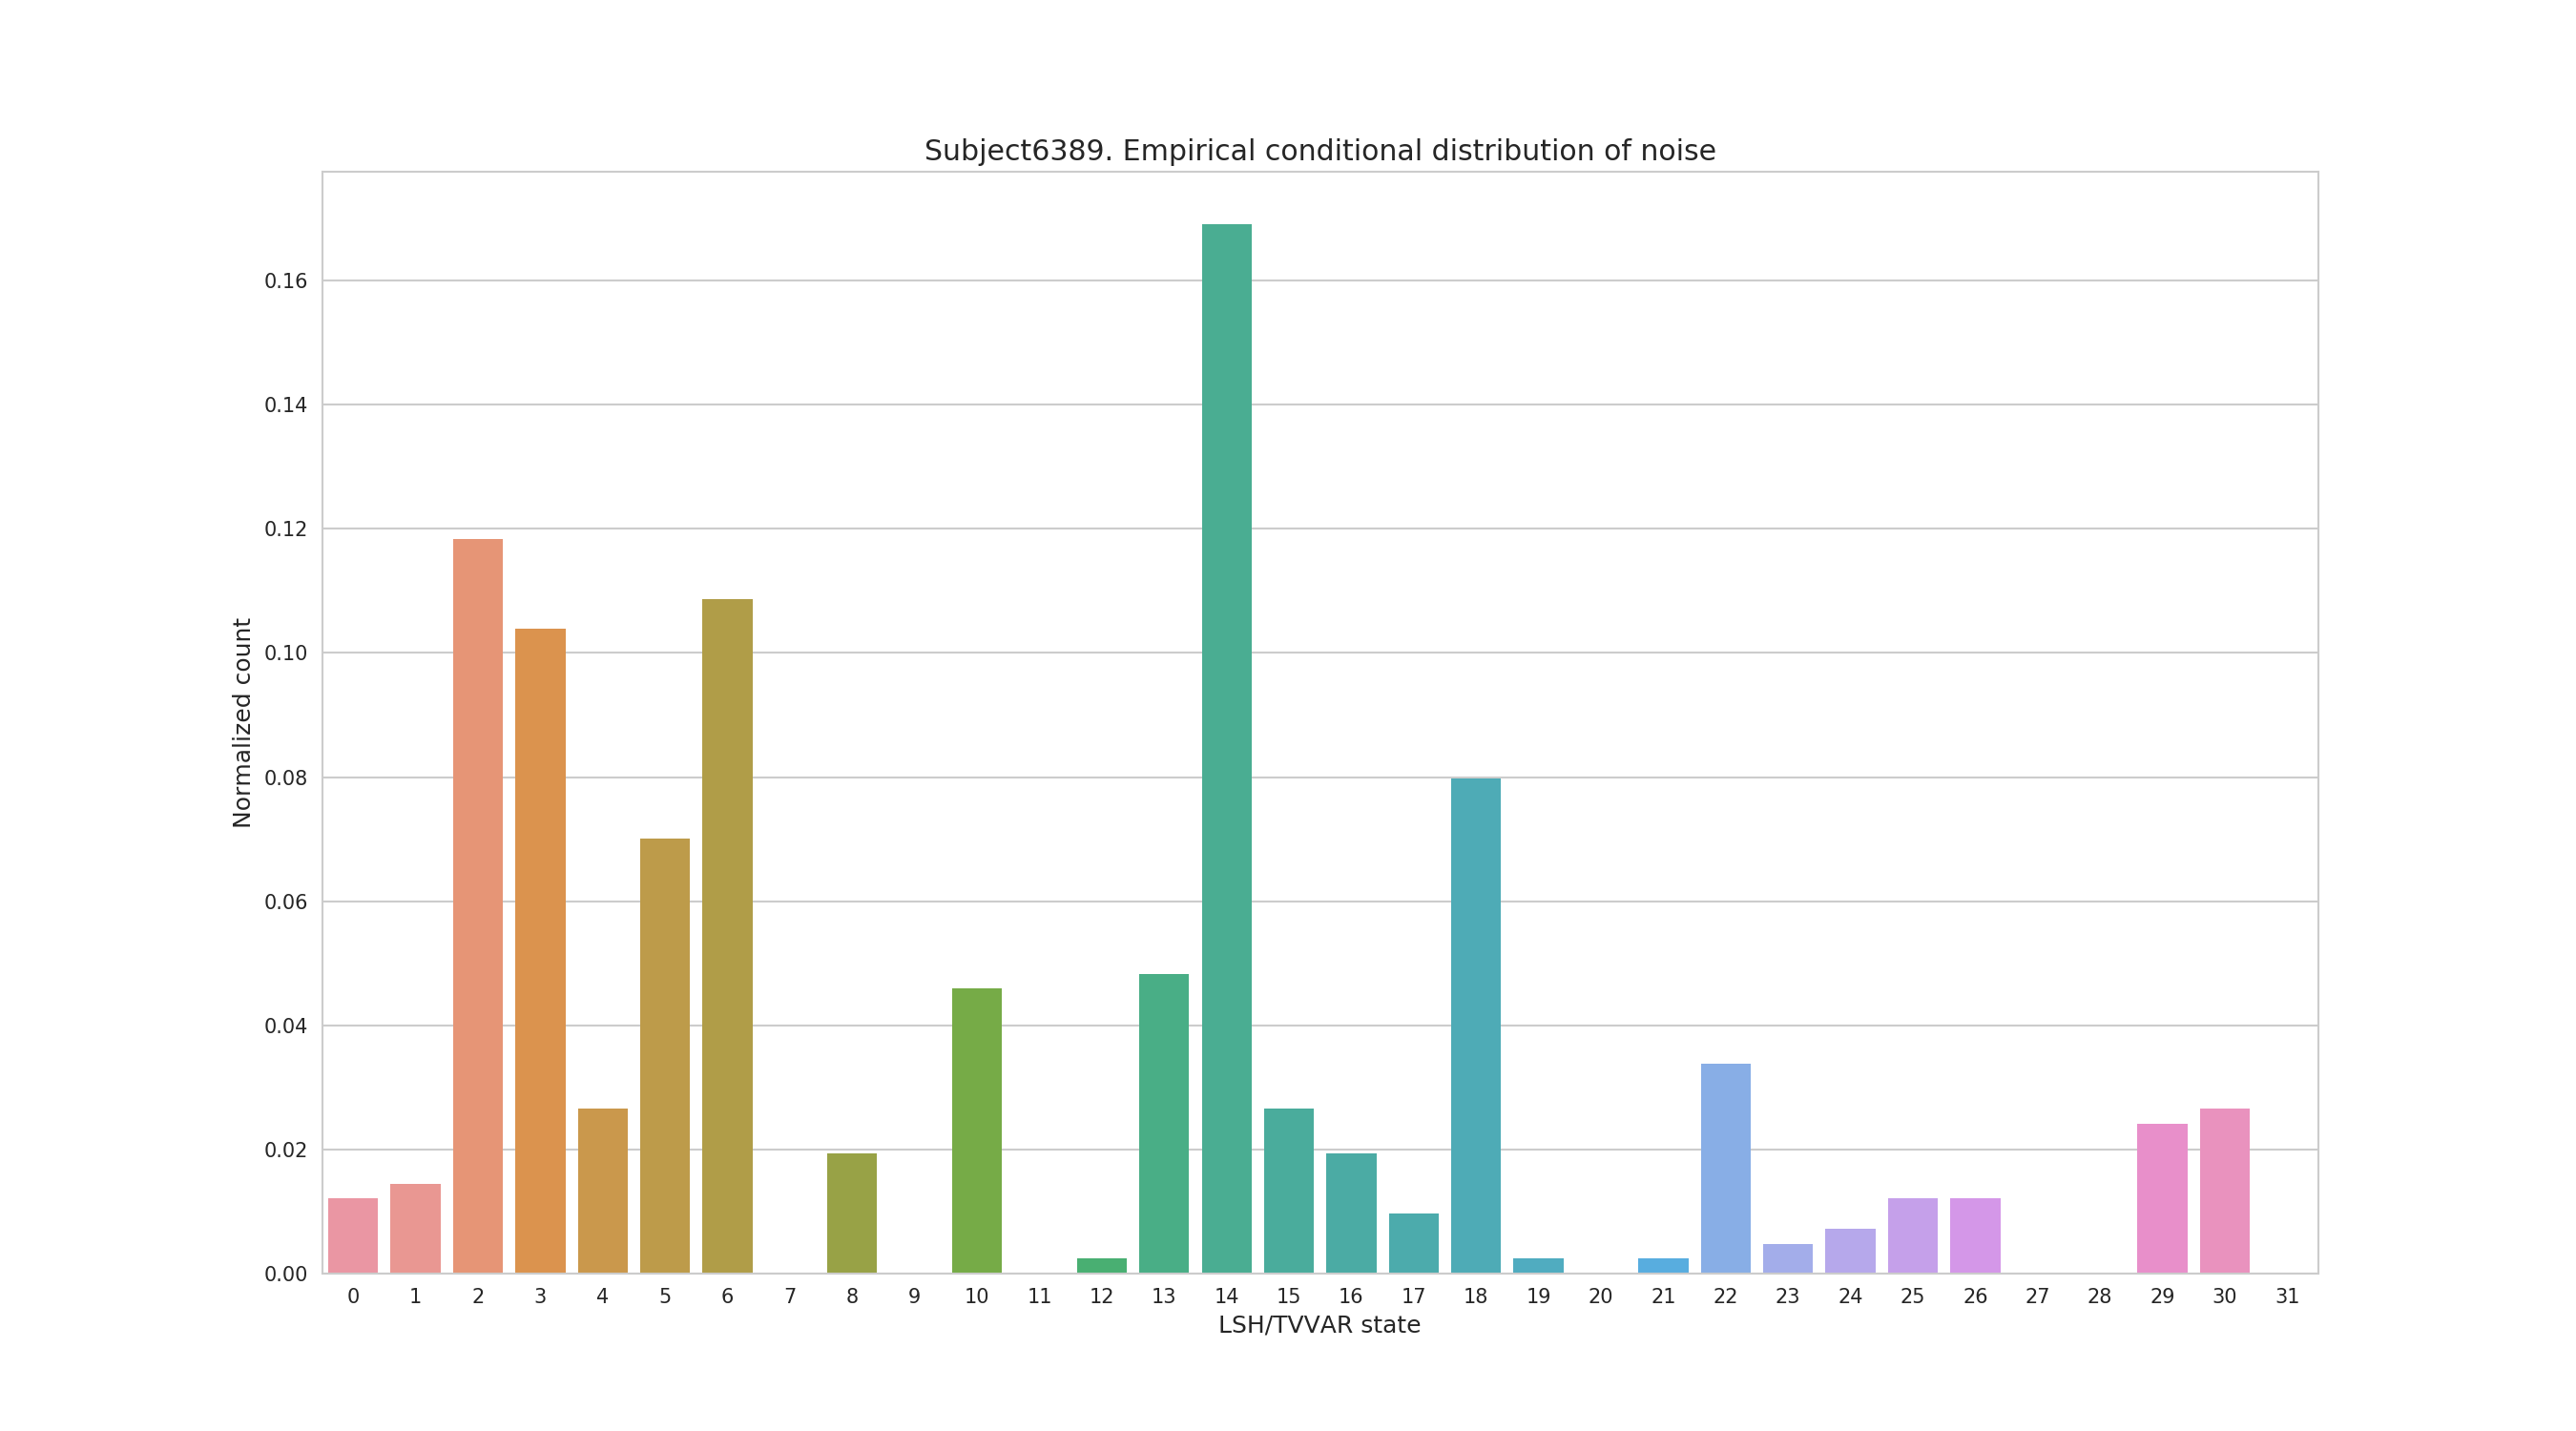 Subject6389. Empirical conditional distribution of noise
Normalized count
0.16
0.14
0.12
0.10
0.08
0.06
0.04
0.02
0.00
0 1 2 3 4 5 6 7 8 9 10 11 12 13 14 15 16 17 18 19 20 21 22 23 24 25 26 27 28 29 30 31
LSH/TVVAR state